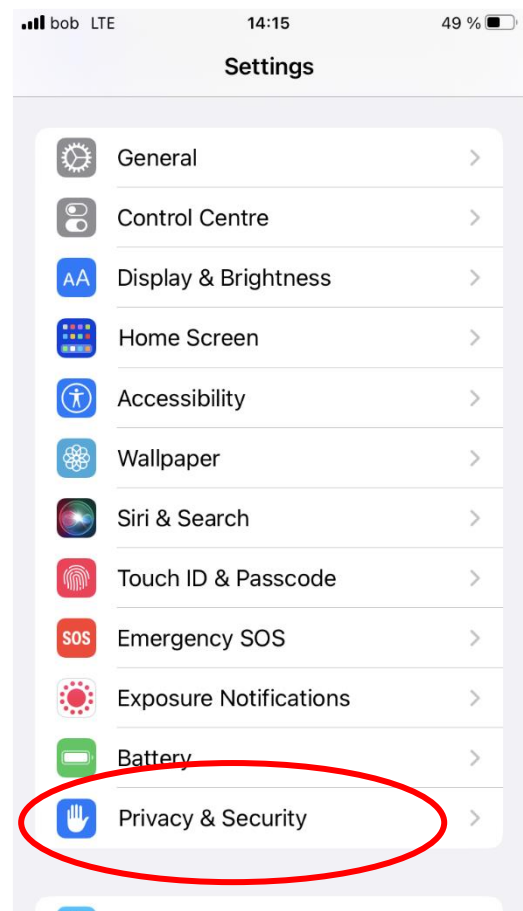 bob LTE 14:15 49 %
Settings
General
Control Centre
AA Display & Brightness
Home Screen
Accessibility
Wallpaper
Siri & Search
Touch ID & Passcode
SOS Emergency SOS
Exposure Notifications
Battery
Privacy & Security